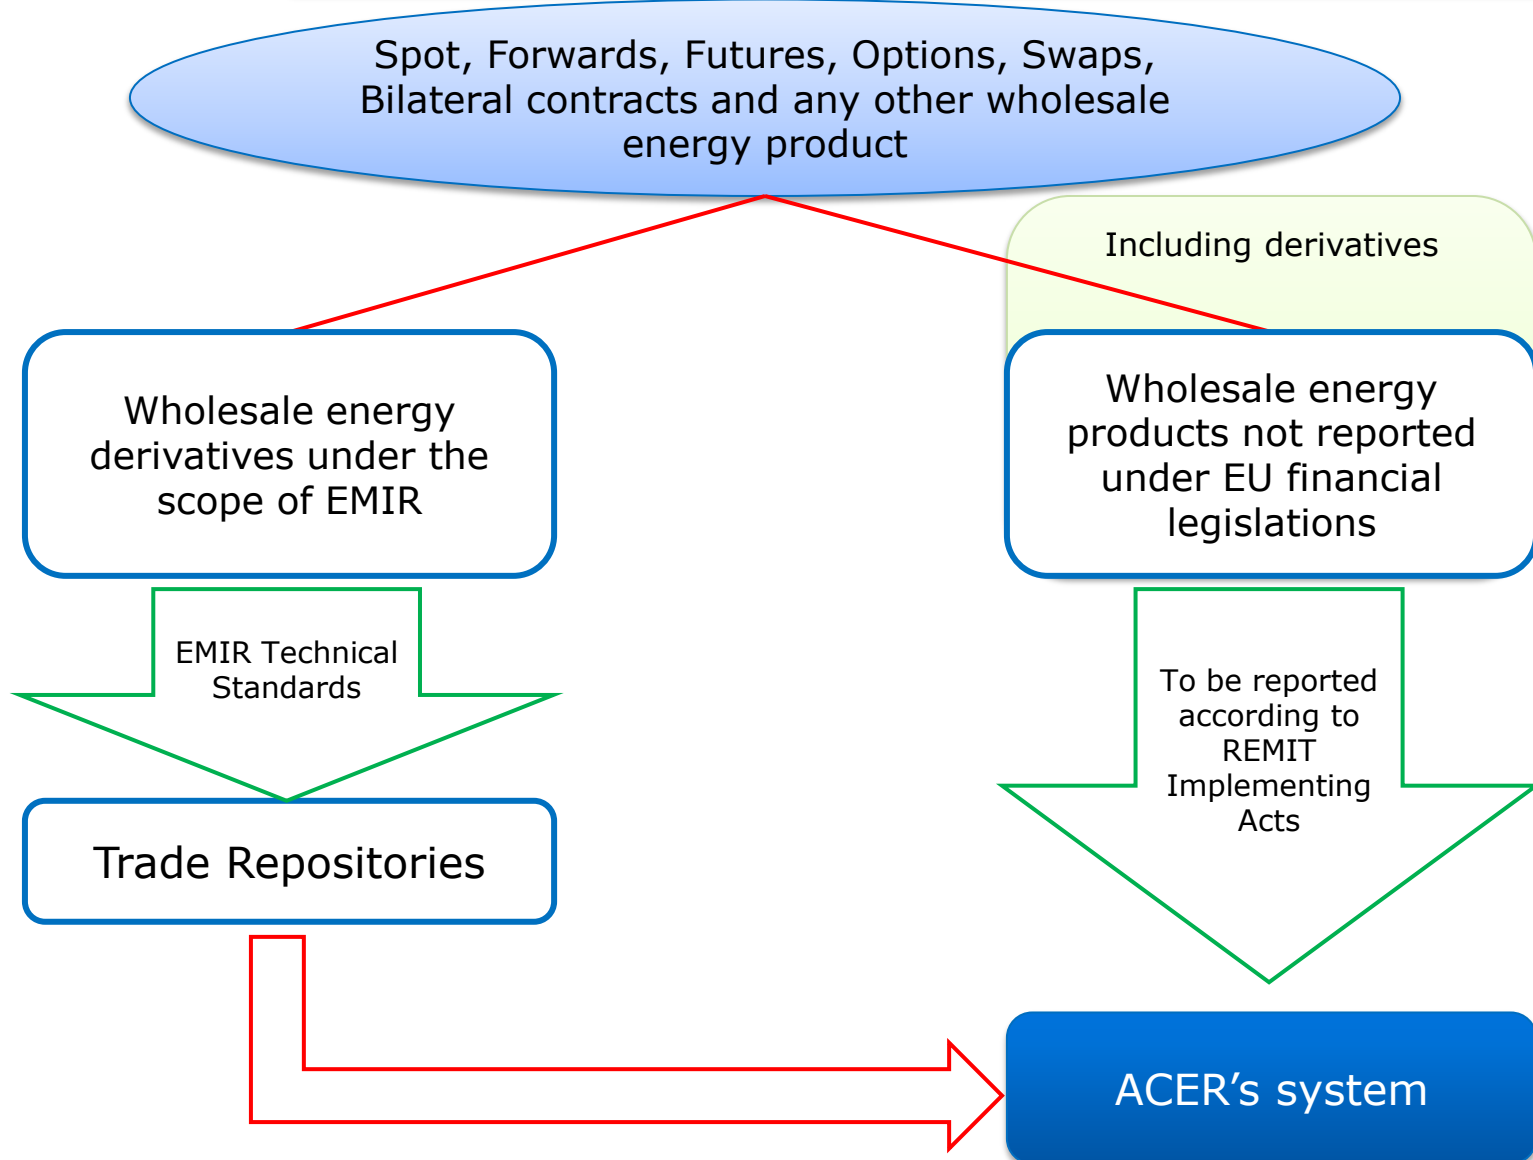 Spot, Forwards, Futures, Options, Swaps,
Bilateral contracts and any other wholesale
energy product
Including derivatives
Wholesale energy
derivatives under the
scope of EMIR
Wholesale energy
products not reported
under EU financial
legislations
EMIR Technical
Standards
To be reported
according to
REMIT
Implementing
Acts
Trade Repositories
ACER’s system